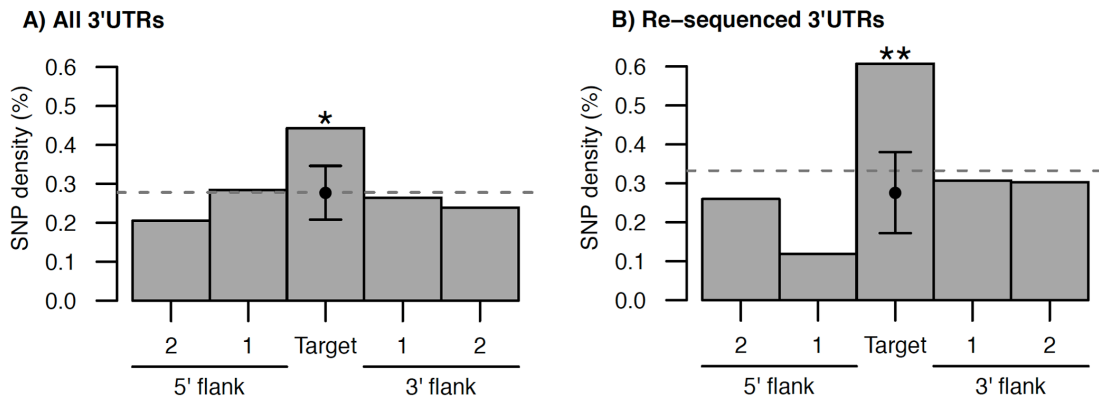 A) All 3'UTRs
SNP density (%)
0.6
0.5
0.4
0.3
0.2
0.1
0.0
*
2 1 Target 1 2
5' flank 3' flank
B) Re−sequenced 3'UTRs
SNP density (%)
0.6
0.5
0.4
0.3
0.2
0.1
0.0
**
2 1 Target 1 2
5' flank 3' flank